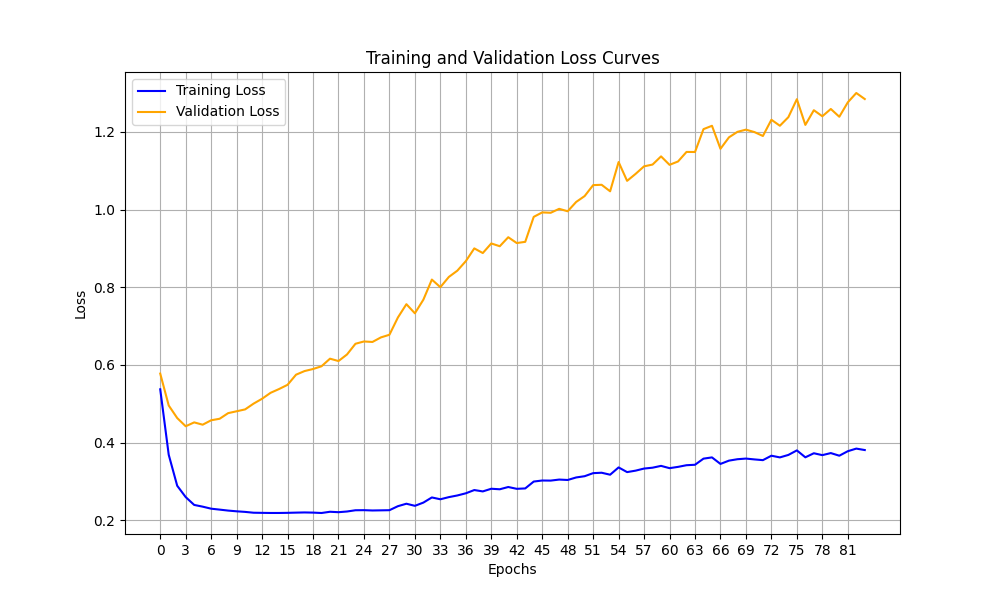 Training and Validation Loss Curves
Training Loss
Validation Loss
Loss
1.2
1.0
0.8
0.6
0.4
0.2
0 3 6 9 12 15 18 21 24 27 30 33 36 39 42 45 48 51 54 57 60 63 66 69 72 75 78 81
Epochs